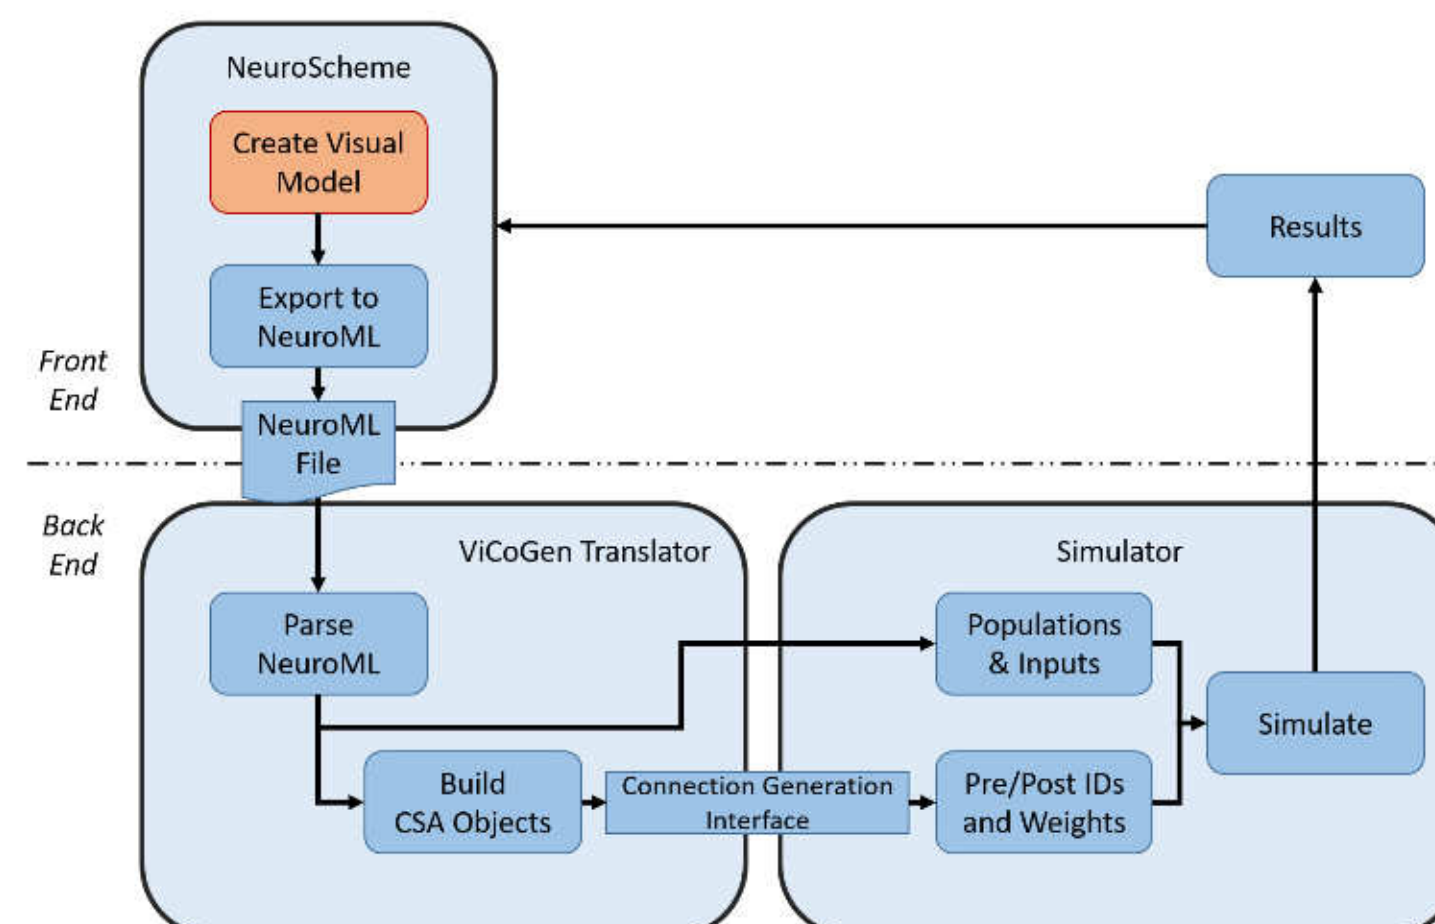 NeuroScheme
Create Visual
Model
Results
Export to
NeuroML
Front
End
NeuroML
File
Back
End
ViCoGen Translator
Simulator
Parse
NeuroML
Populations
& Inputs
Simulate
Build
CSA Objects
Connection Generation
Interface
Pre/Post IDs
and Weights